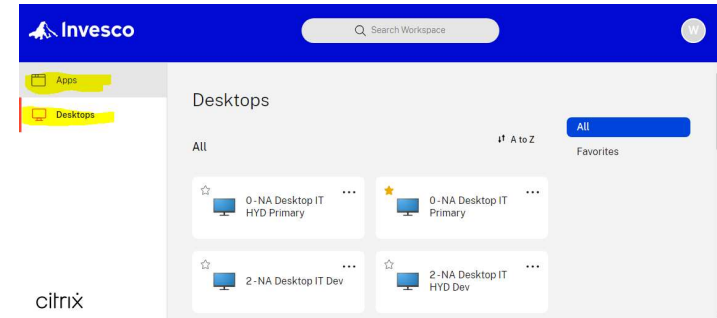 Invesco
Search Workspace
W
Apps
Desktops
Desktops
All
A to Z
All
Favorites
0-NA Desktop IT
HYD Primary
0-NA Desktop IT
Primary
2-NA Desktop IT Dev
2-NA Desktop IT
HYD Dev
citrix